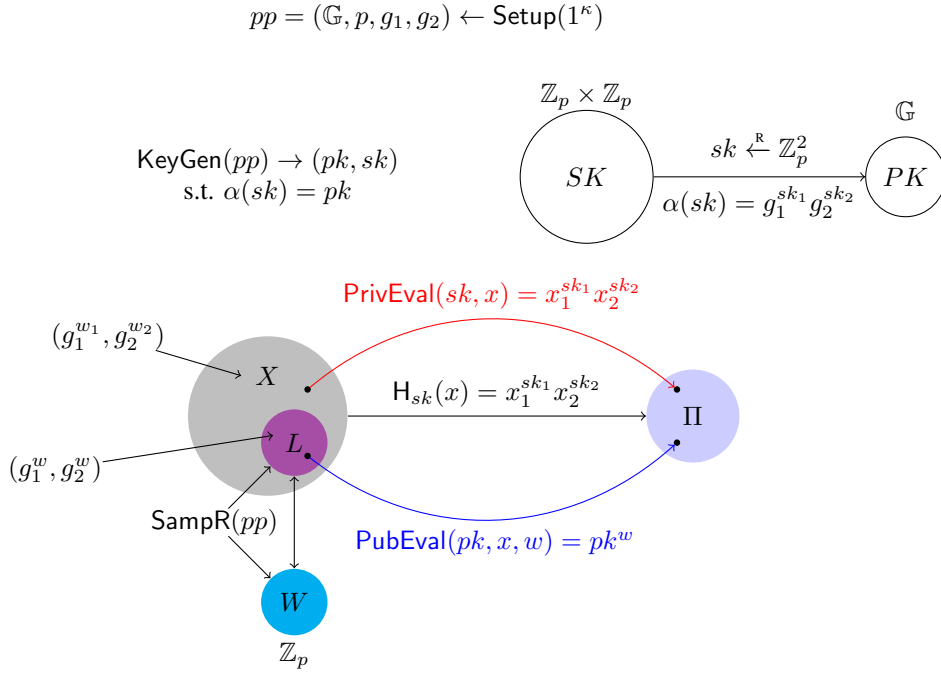 pp = (𝔾, p, g₁, g₂) ← Setup(1^κ)
ℤ_p × ℤ_p
𝔾
KeyGen(pp) → (pk, sk)
s.t. α(sk) = pk
SK
sk ←^R ℤ_p^2
α(sk) = g_1^{sk_1} g_2^{sk_2}
PK
PrivEval(sk, x) = x_1^{sk_1} x_2^{sk_2}
(g_1^{w_1}, g_2^{w_2})
X
H_{sk}(x) = x_1^{sk_1} x_2^{sk_2}
Π
L
(g_1^w, g_2^w)
SampR(pp)
PubEval(pk, x, w) = pk^w
W
ℤ_p